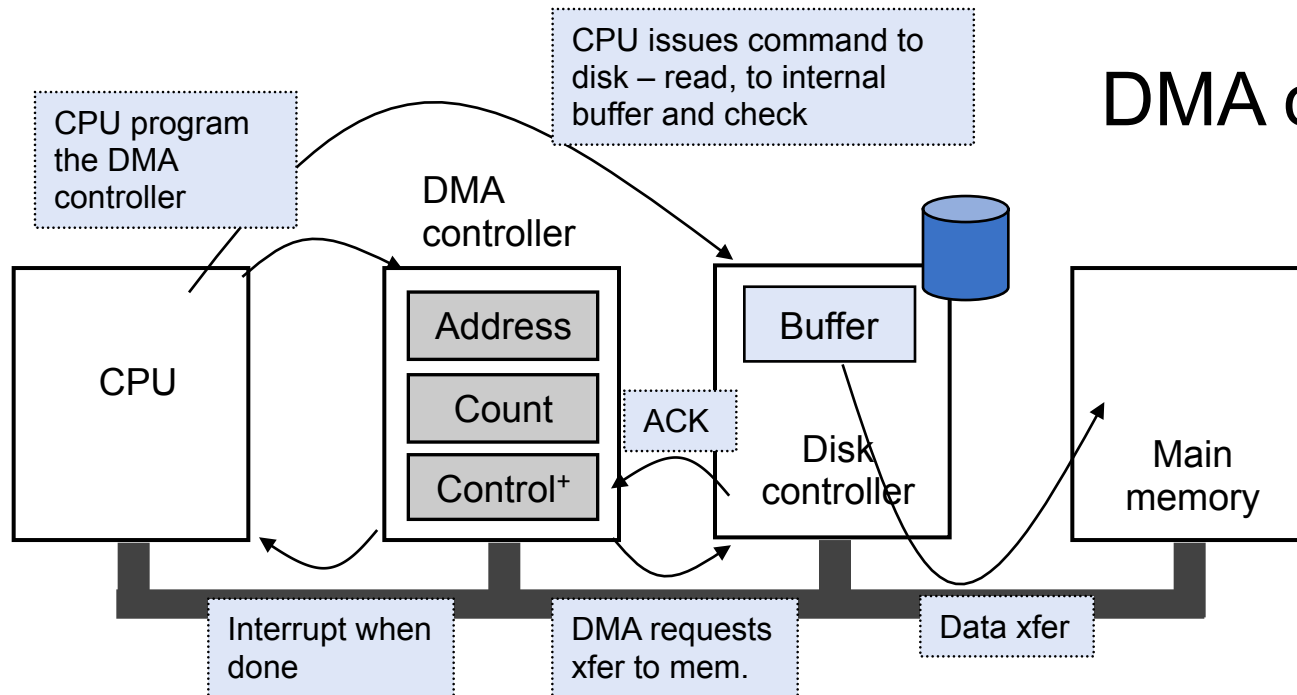 CPU issues command to
disk – read, to internal
buffer and check
DMA
CPU program
the DMA
controller
DMA
controller
CPU
Address
Count
Control⁺
ACK
Buffer
Disk
controller
Main
memory
Interrupt when
done
DMA requests
xfer to mem.
Data xfer